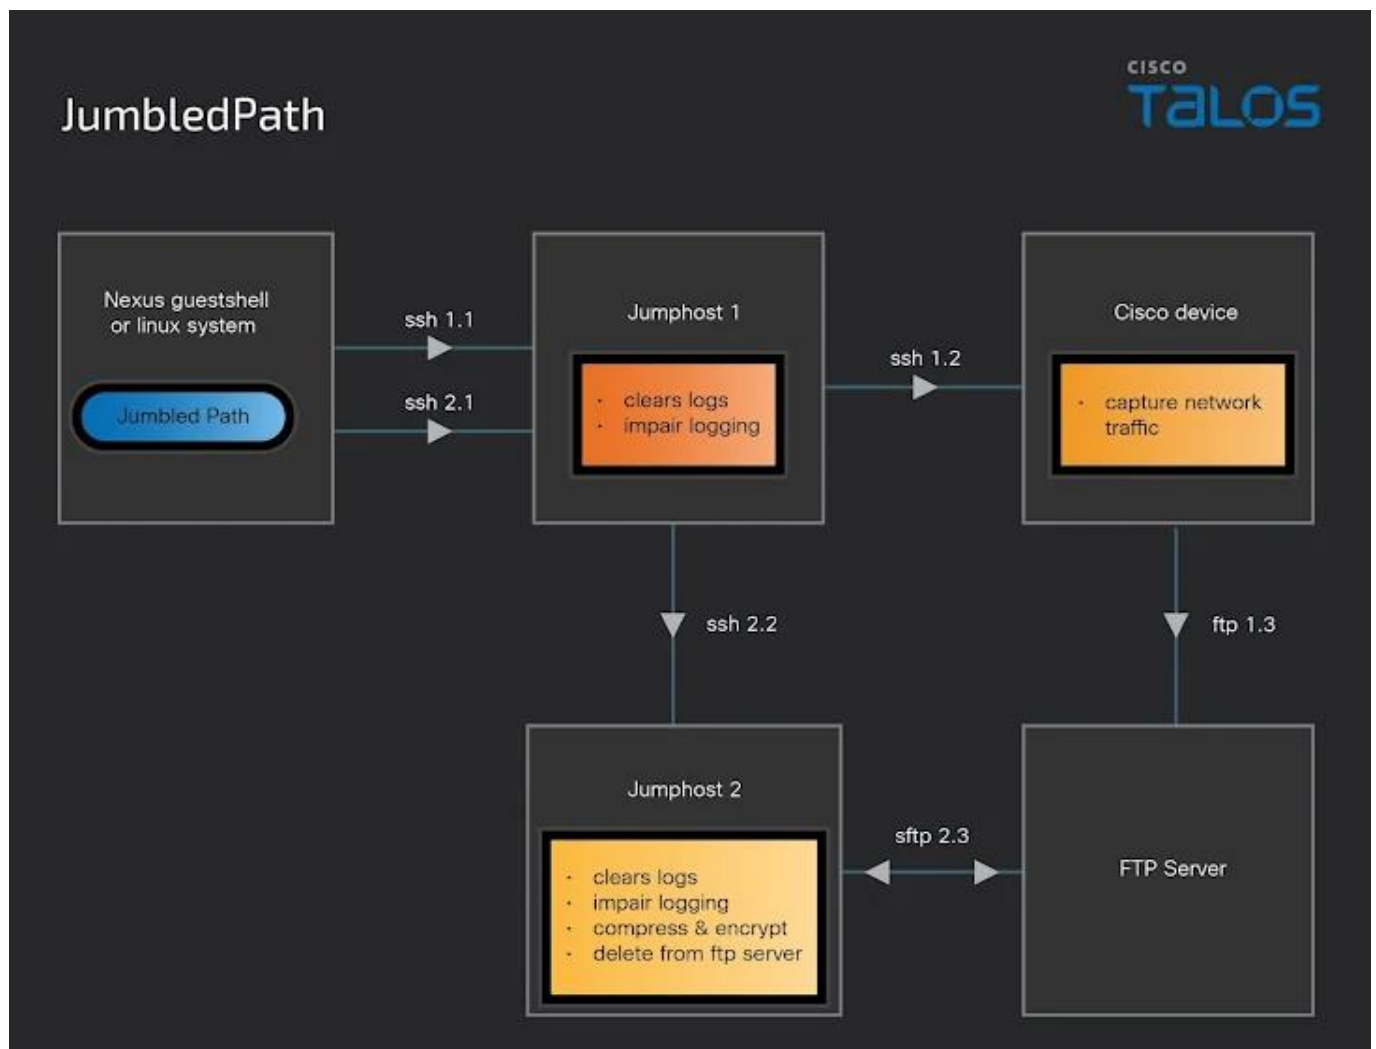 CISCO
TALOS
JumbledPath
Nexus guestshell
or linux system
Jumbled Path
ssh 1.1
ssh 2.1
Jumphost 1
· clears logs
· impair logging
ssh 1.2
Cisco device
· capture network
traffic
ssh 2.2
ftp 1.3
Jumphost 2
· clears logs
· impair logging
· compress & encrypt
· delete from ftp server
sftp 2.3
FTP Server